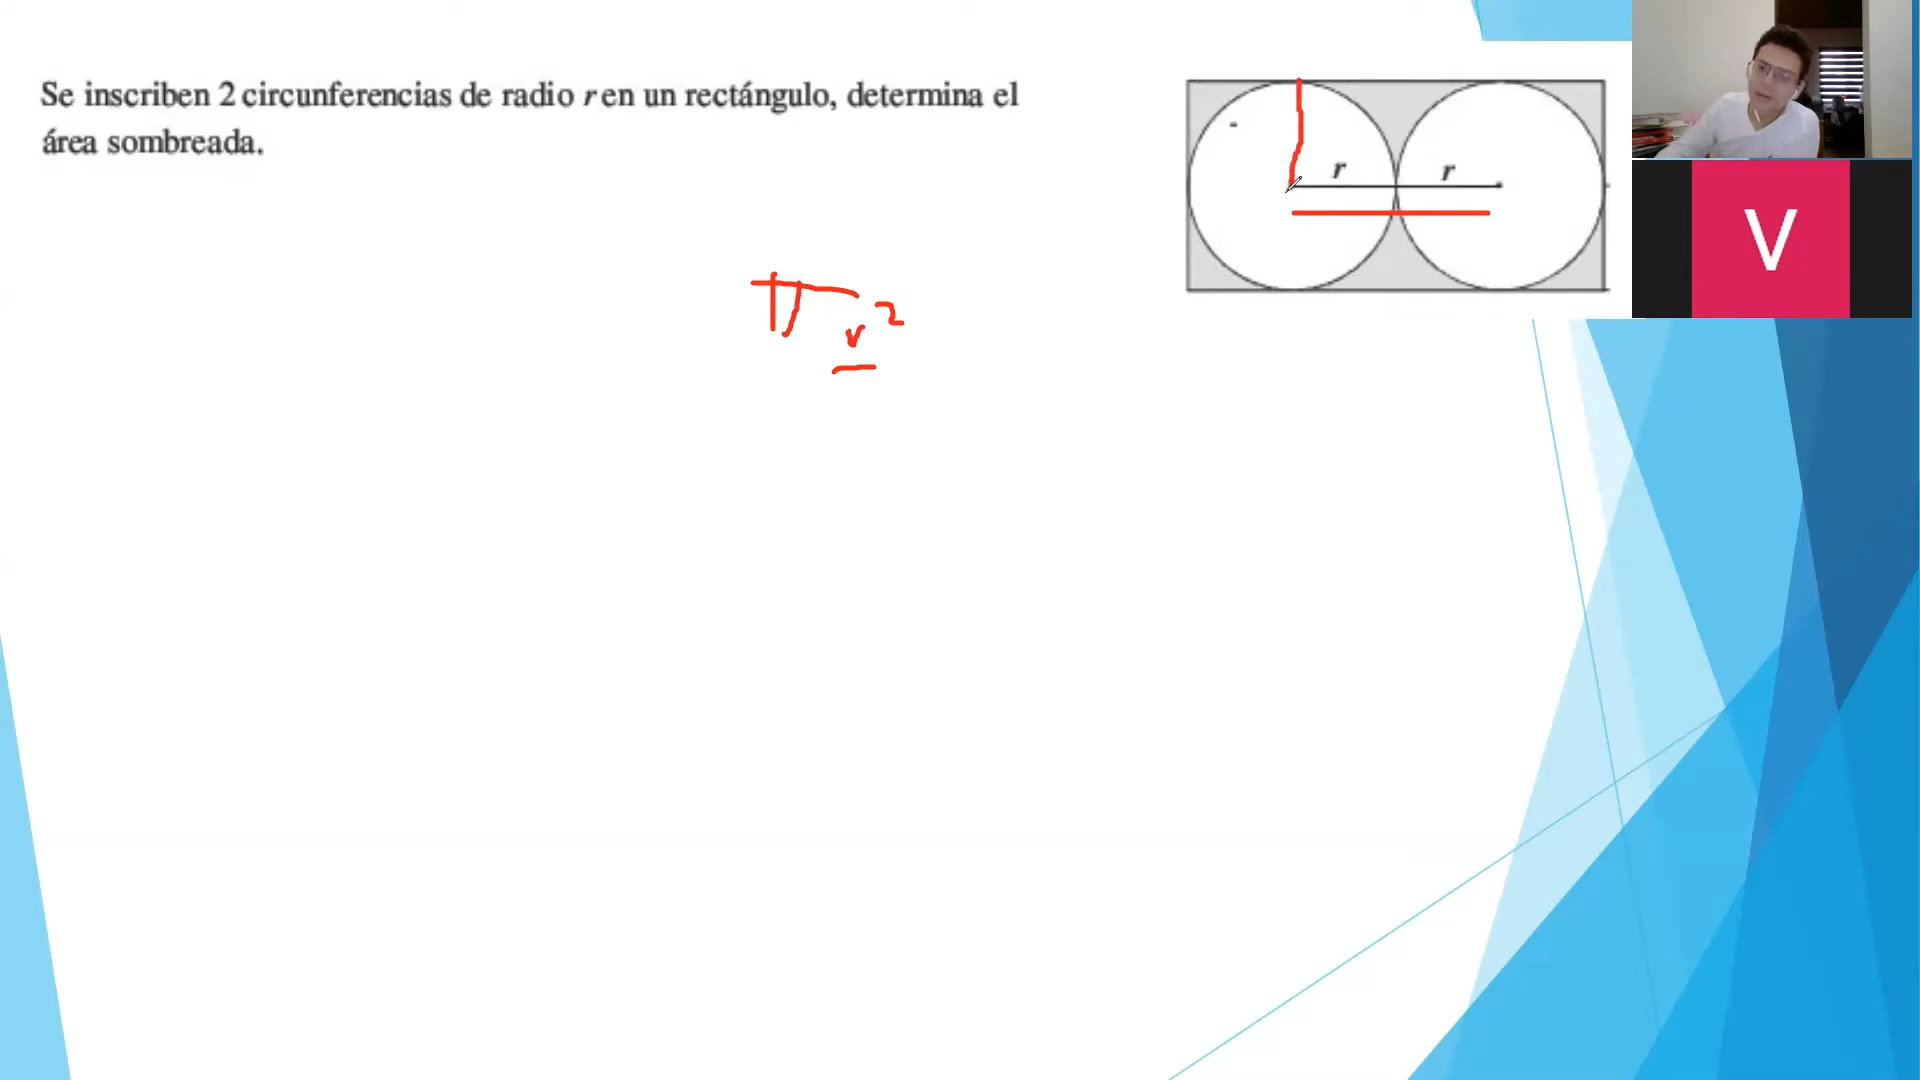 Se inscriben 2 circunferencias de radio r en un rectángulo, determina el
área sombreada.
r r
π r²
V